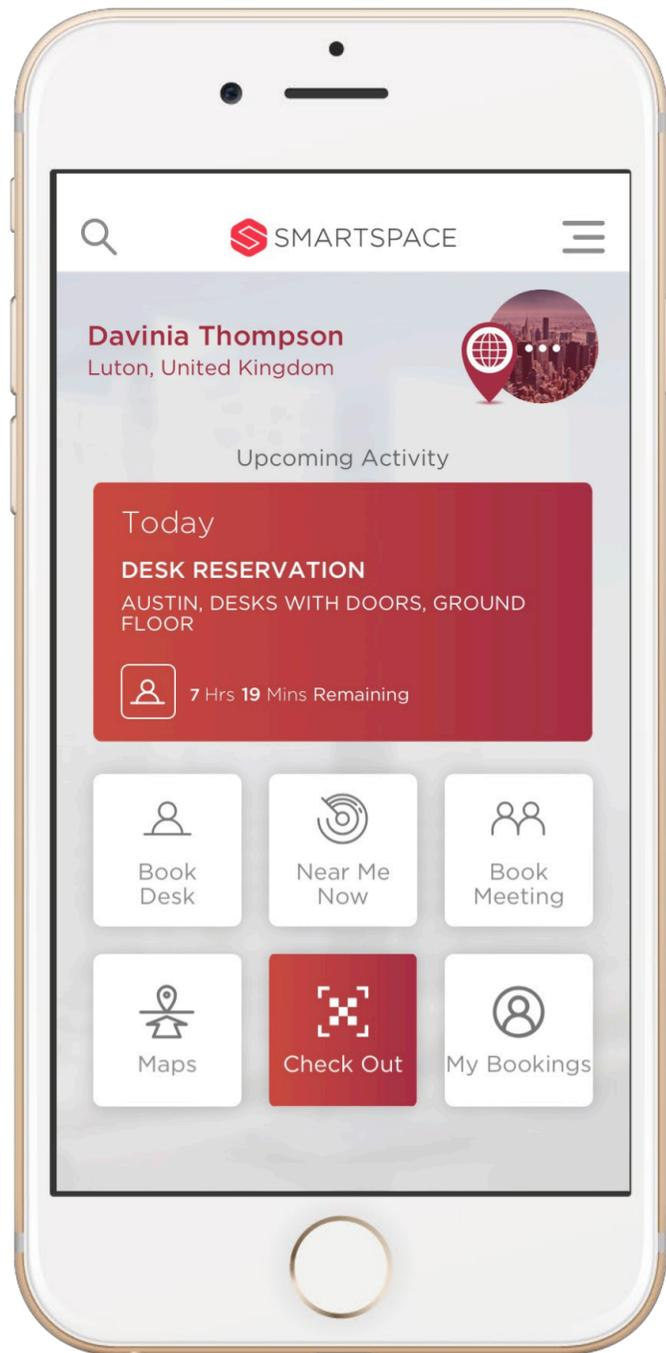 SMARTSPACE
Davinia Thompson
Luton, United Kingdom
Upcoming Activity
Today
DESK RESERVATION
AUSTIN, DESKS WITH DOORS, GROUND
FLOOR
7 Hrs 19 Mins Remaining
Book
Desk
Near Me
Now
Book
Meeting
Maps
Check Out
My Bookings